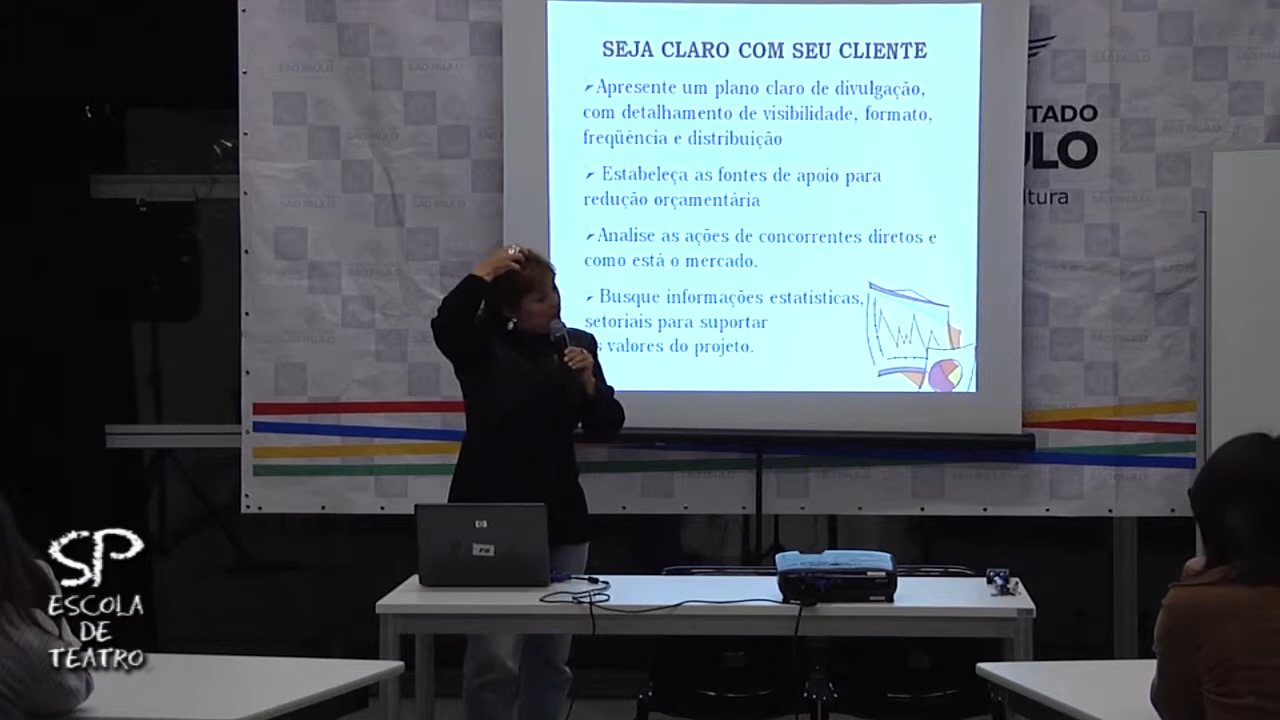 SEJA CLARO COM SEU CLIENTE
➢Apresente um plano claro de divulgação,
com detalhamento de visibilidade, formato,
freqüência e distribuição
➢ Estabeleça as fontes de apoio para
redução orçamentária
➢Analise as ações de concorrentes diretos e
como está o mercado.
➢ Busque informações estatísticas,
setoriais para suportar
valores do projeto.
TADO
ULO
ltura
hp
SP
ESCOLA
DE
TEATRO